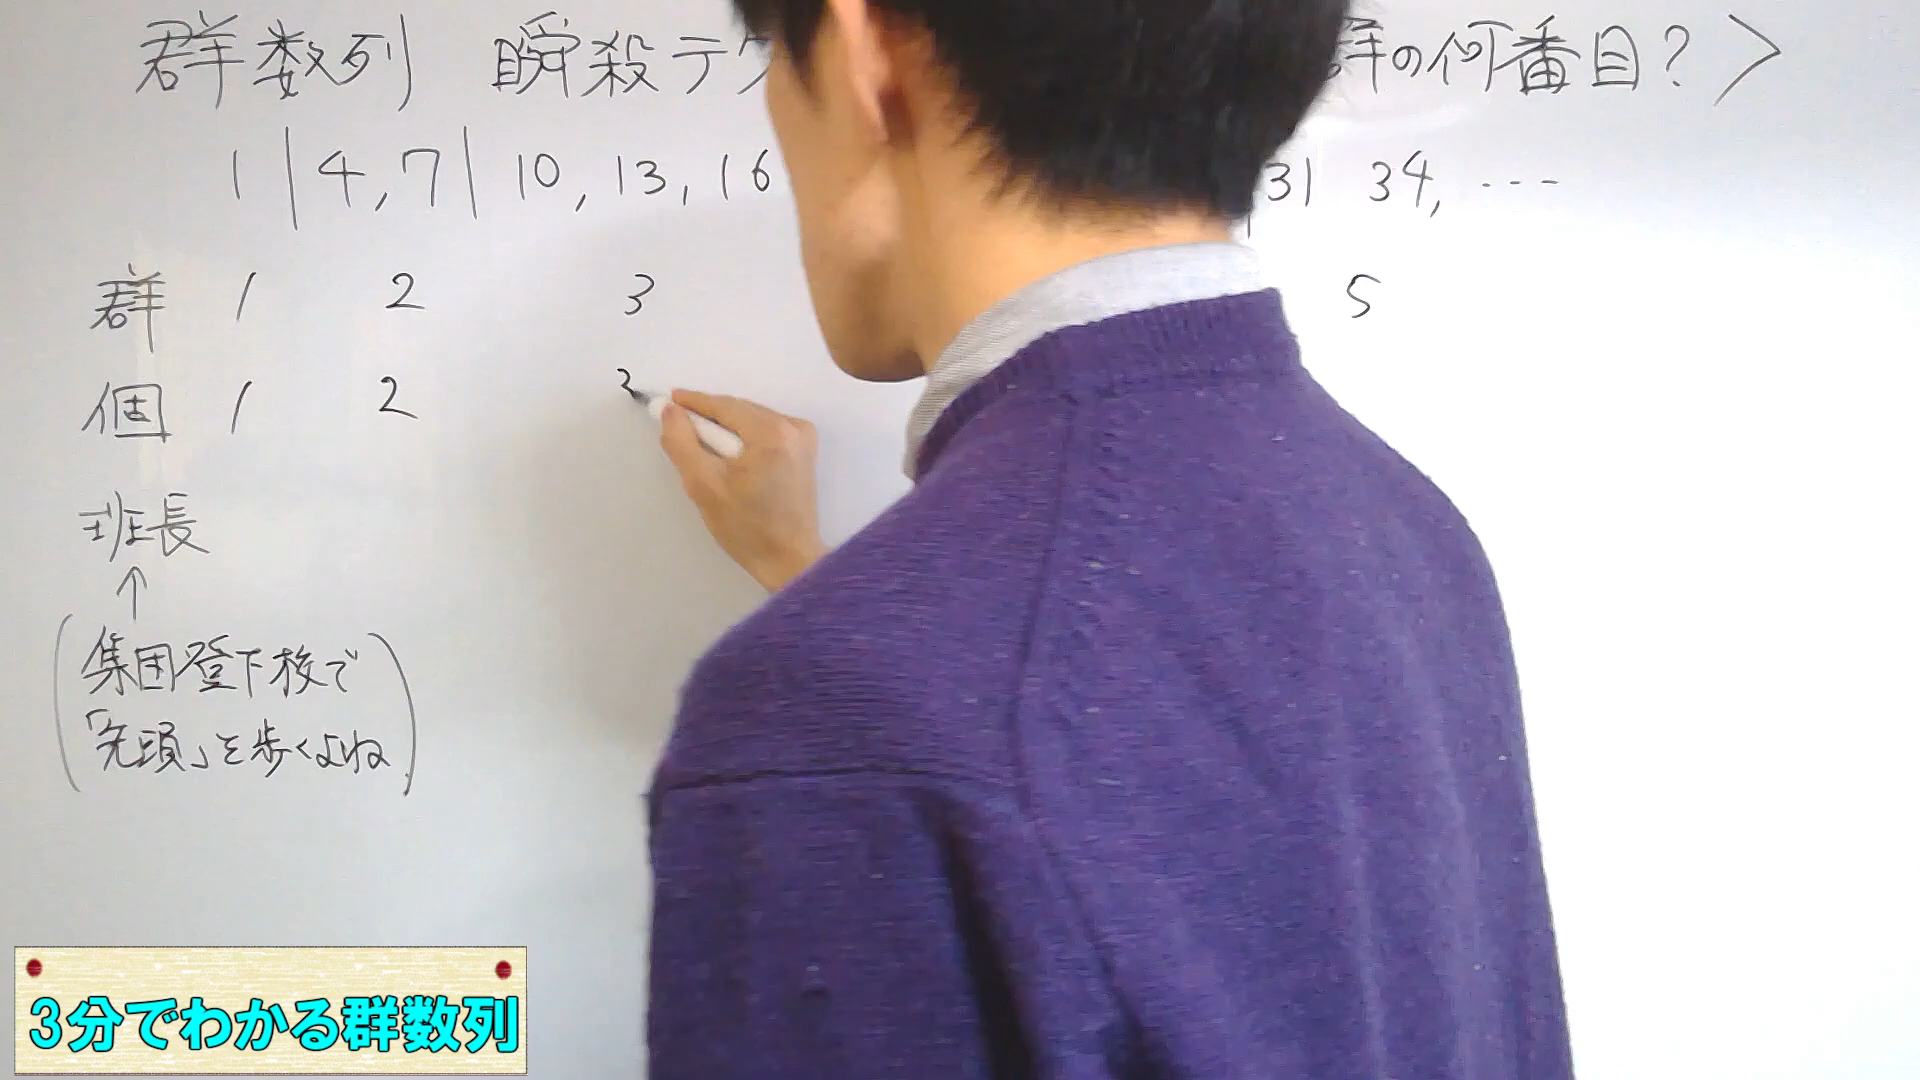 群数列 瞬殺テク 群の何番目?>
1 | 4, 7 | 10, 13, 16 31 34, ...
群 1 2 3 5
個 1 2
班長
↑
(集団登下校で
「先頭」を歩くよね)
3分でわかる群数列